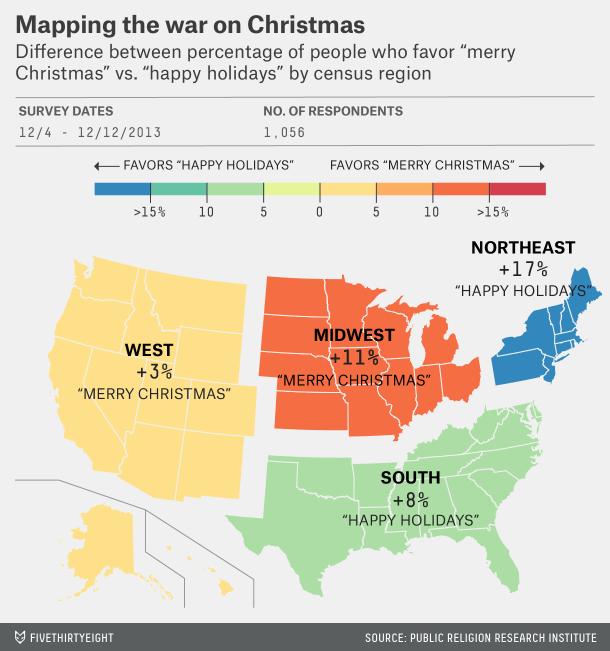 Mapping the war on Christmas
Difference between percentage of people who favor “merry
Christmas” vs. “happy holidays” by census region
SURVEY DATES
NO. OF RESPONDENTS
12/4 - 12/12/2013
1,056
FAVORS “HAPPY HOLIDAYS”
FAVORS “MERRY CHRISTMAS”
>15% 10 5 0 5 10 >15%
NORTHEAST
+17%
“HAPPY HOLIDAYS”
MIDWEST
+11%
“MERRY CHRISTMAS”
WEST
+3%
“MERRY CHRISTMAS”
SOUTH
+8%
“HAPPY HOLIDAYS”
FIVETHIRTYEIGHT
SOURCE: PUBLIC RELIGION RESEARCH INSTITUTE